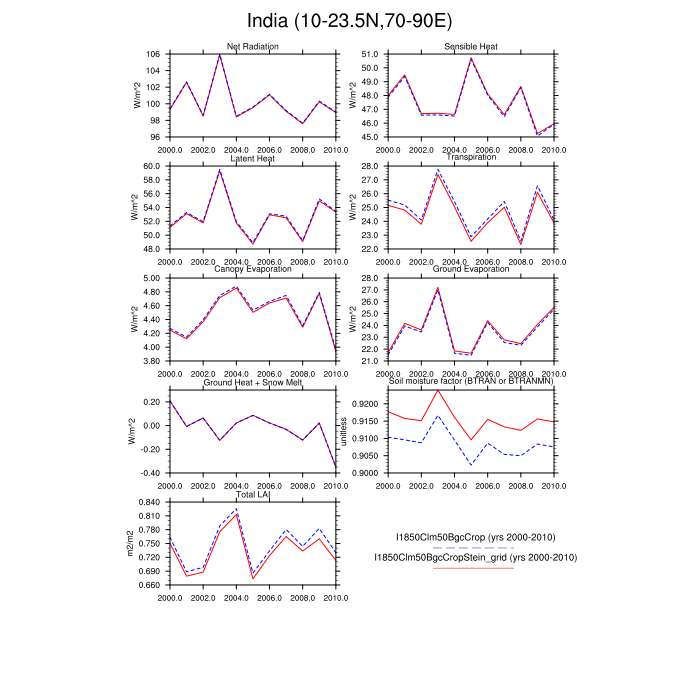 India (10-23.5N,70-90E)
Net Radiation
W/m^2
106
104
102
100
98
96
2000.0 2002.0 2004.0 2006.0 2008.0 2010.0
Sensible Heat
W/m^2
51.0
50.0
49.0
48.0
47.0
46.0
45.0
2000.0 2002.0 2004.0 2006.0 2008.0 2010.0
Latent Heat
W/m^2
60.0
58.0
56.0
54.0
52.0
50.0
48.0
2000.0 2002.0 2004.0 2006.0 2008.0 2010.0
Transpiration
W/m^2
28.0
27.0
26.0
25.0
24.0
23.0
22.0
2000.0 2002.0 2004.0 2006.0 2008.0 2010.0
Canopy Evaporation
W/m^2
5.00
4.80
4.60
4.40
4.20
4.00
3.80
2000.0 2002.0 2004.0 2006.0 2008.0 2010.0
Ground Evaporation
W/m^2
28.0
27.0
26.0
25.0
24.0
23.0
22.0
21.0
2000.0 2002.0 2004.0 2006.0 2008.0 2010.0
Ground Heat + Snow Melt
W/m^2
0.20
0.00
-0.20
-0.40
2000.0 2002.0 2004.0 2006.0 2008.0 2010.0
Soil moisture factor (BTRAN or BTRANMN)
unitless
0.9200
0.9150
0.9100
0.9050
0.9000
2000.0 2002.0 2004.0 2006.0 2008.0 2010.0
Total LAI
m2/m2
0.840
0.810
0.780
0.750
0.720
0.690
0.660
2000.0 2002.0 2004.0 2006.0 2008.0 2010.0
I1850Clm50BgcCrop (yrs 2000-2010)
I1850Clm50BgcCropStein_grid (yrs 2000-2010)